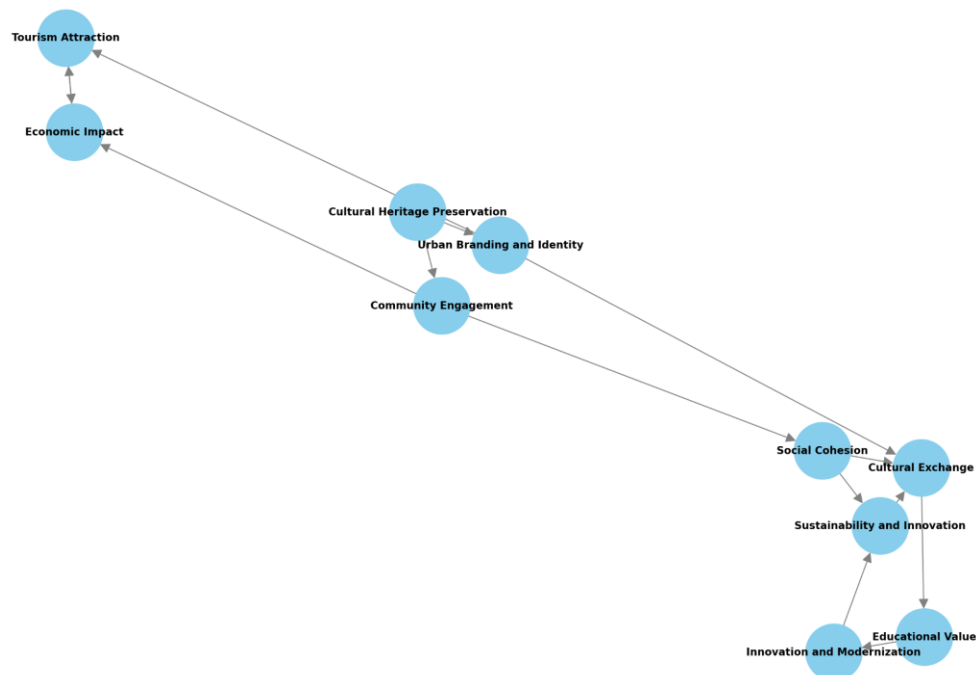 Tourism Attraction
Economic Impact
Cultural Heritage Preservation
Urban Branding and Identity
Community Engagement
Social Cohesion
Cultural Exchange
Sustainability and Innovation
Educational Value
Innovation and Modernization